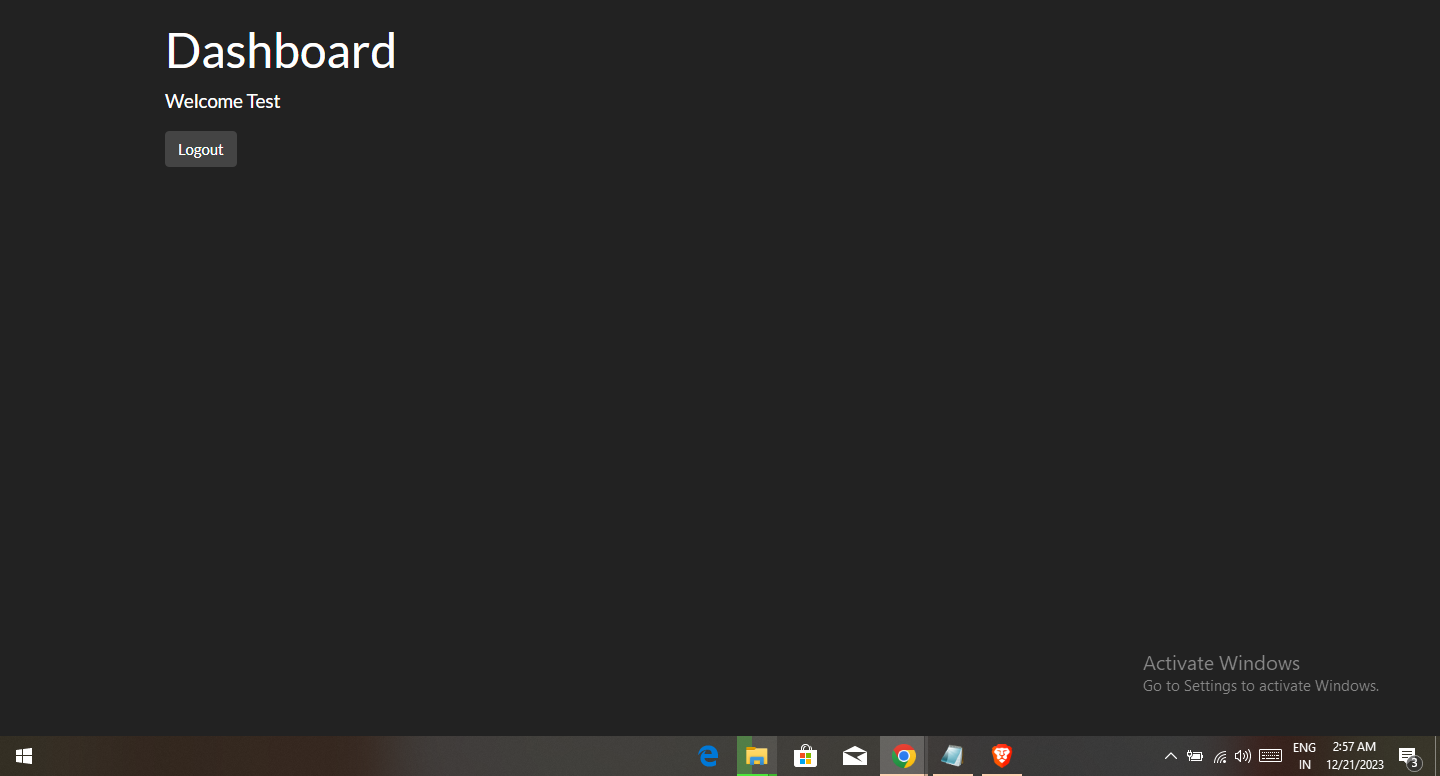 Dashboard
Welcome Test
Logout
Activate Windows
Go to Settings to activate Windows.
ENG
IN
2:57 AM
12/21/2023
3